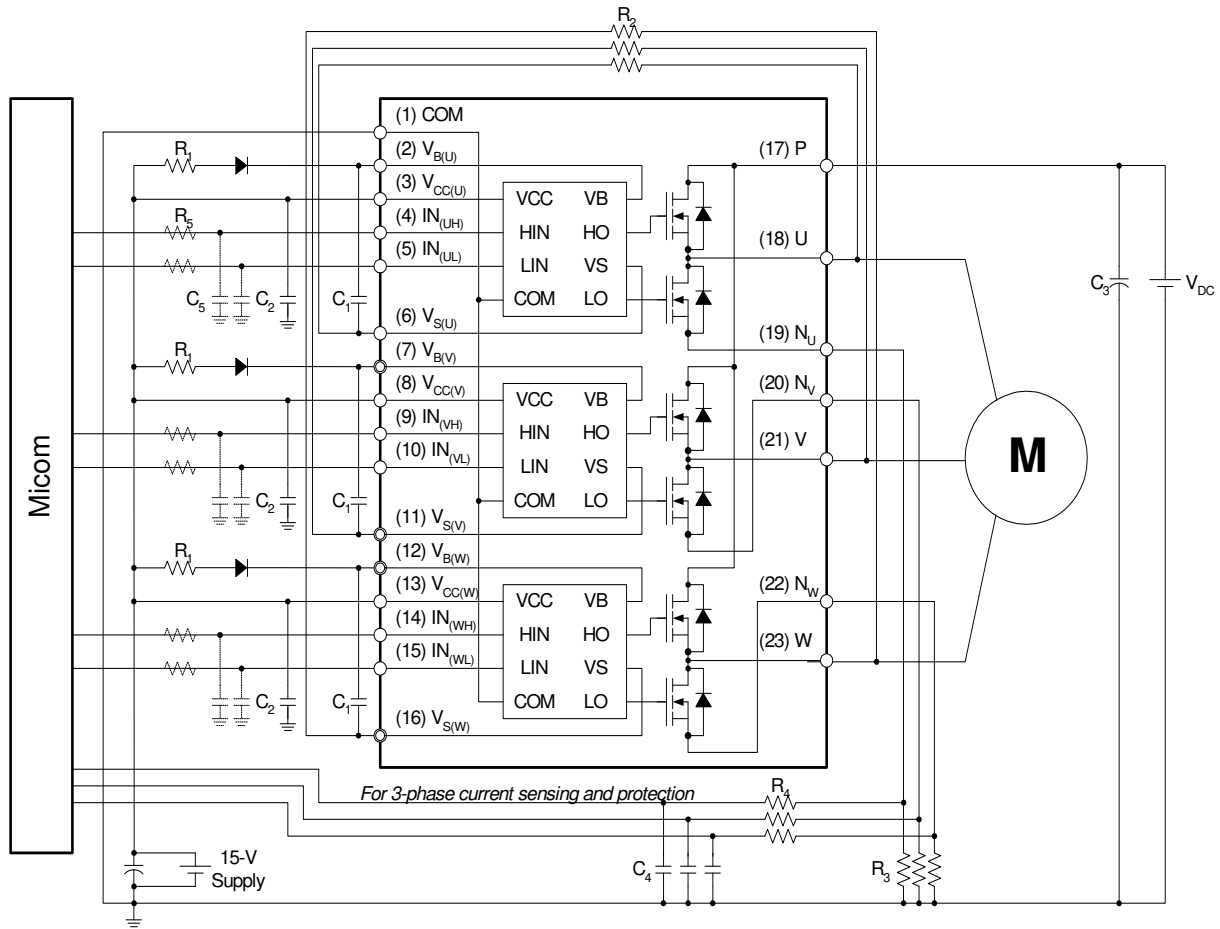 R2
(1) COM
(2) VB(U)
(3) VCC(U)
(4) IN(UH)
(5) IN(UL)
(6) VS(U)
(7) VB(V)
(8) VCC(V)
(9) IN(VH)
(10) IN(VL)
(11) VS(V)
(12) VB(W)
(13) VCC(W)
(14) IN(WH)
(15) IN(WL)
(16) VS(W)
VCC VB
HIN HO
LIN VS
COM LO
VCC VB
HIN HO
LIN VS
COM LO
VCC VB
HIN HO
LIN VS
COM LO
(17) P
(18) U
(19) NU
(20) NV
(21) V
(22) NW
(23) W
R1
R5
C5 C2 C1
R1
C2 C1
R1
C2 C1
Micom
C3
VDC
M
For 3-phase current sensing and protection
R4
C4
R3
15-V
Supply